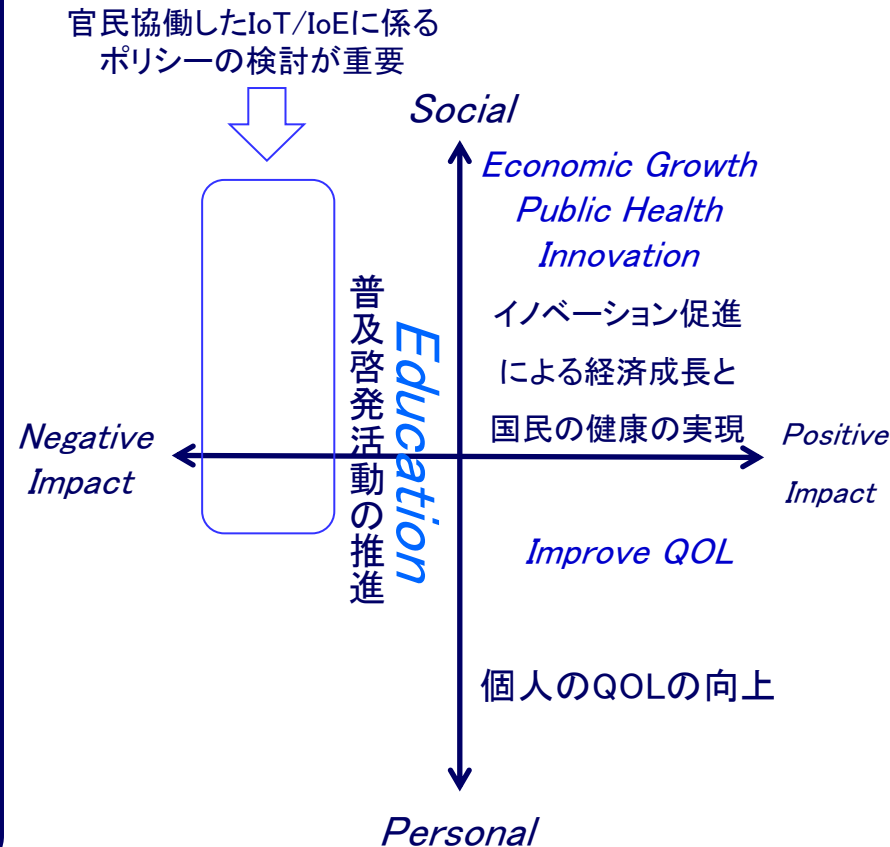 官民協働したIoT/IoEに係る
ポリシーの検討が重要
Social
Economic Growth
Public Health
Innovation
イノベーション促進
による経済成長と
国民の健康の実現
普及啓発活動の推進
Education
Negative
Impact
Positive
Impact
Improve QOL
個人のQOLの向上
Personal